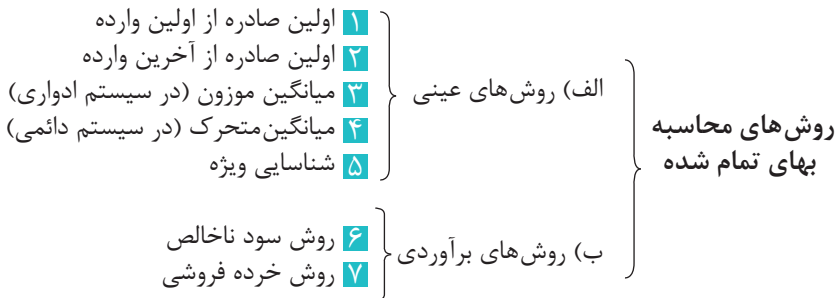 روش‌های محاسبه
بهای تمام شده
الف) روش‌های عینی
۱ اولین صادره از اولین وارده
۲ اولین صادره از آخرین وارده
۳ میانگین موزون (در سیستم ادواری)
۴ میانگین‌متحرک (در سیستم دائمی)
۵ شناسایی ویژه
ب) روش‌های برآوردی
۶ روش سود ناخالص
۷ روش خرده فروشی